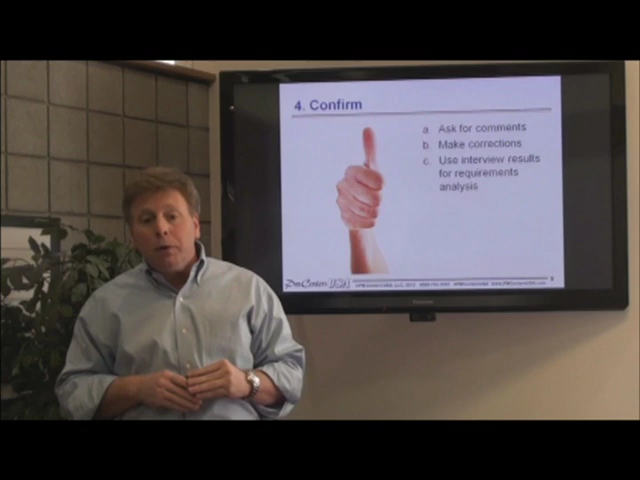 4. Confirm
a. Ask for comments
b. Make corrections
c. Use interview results
for requirements
analysis